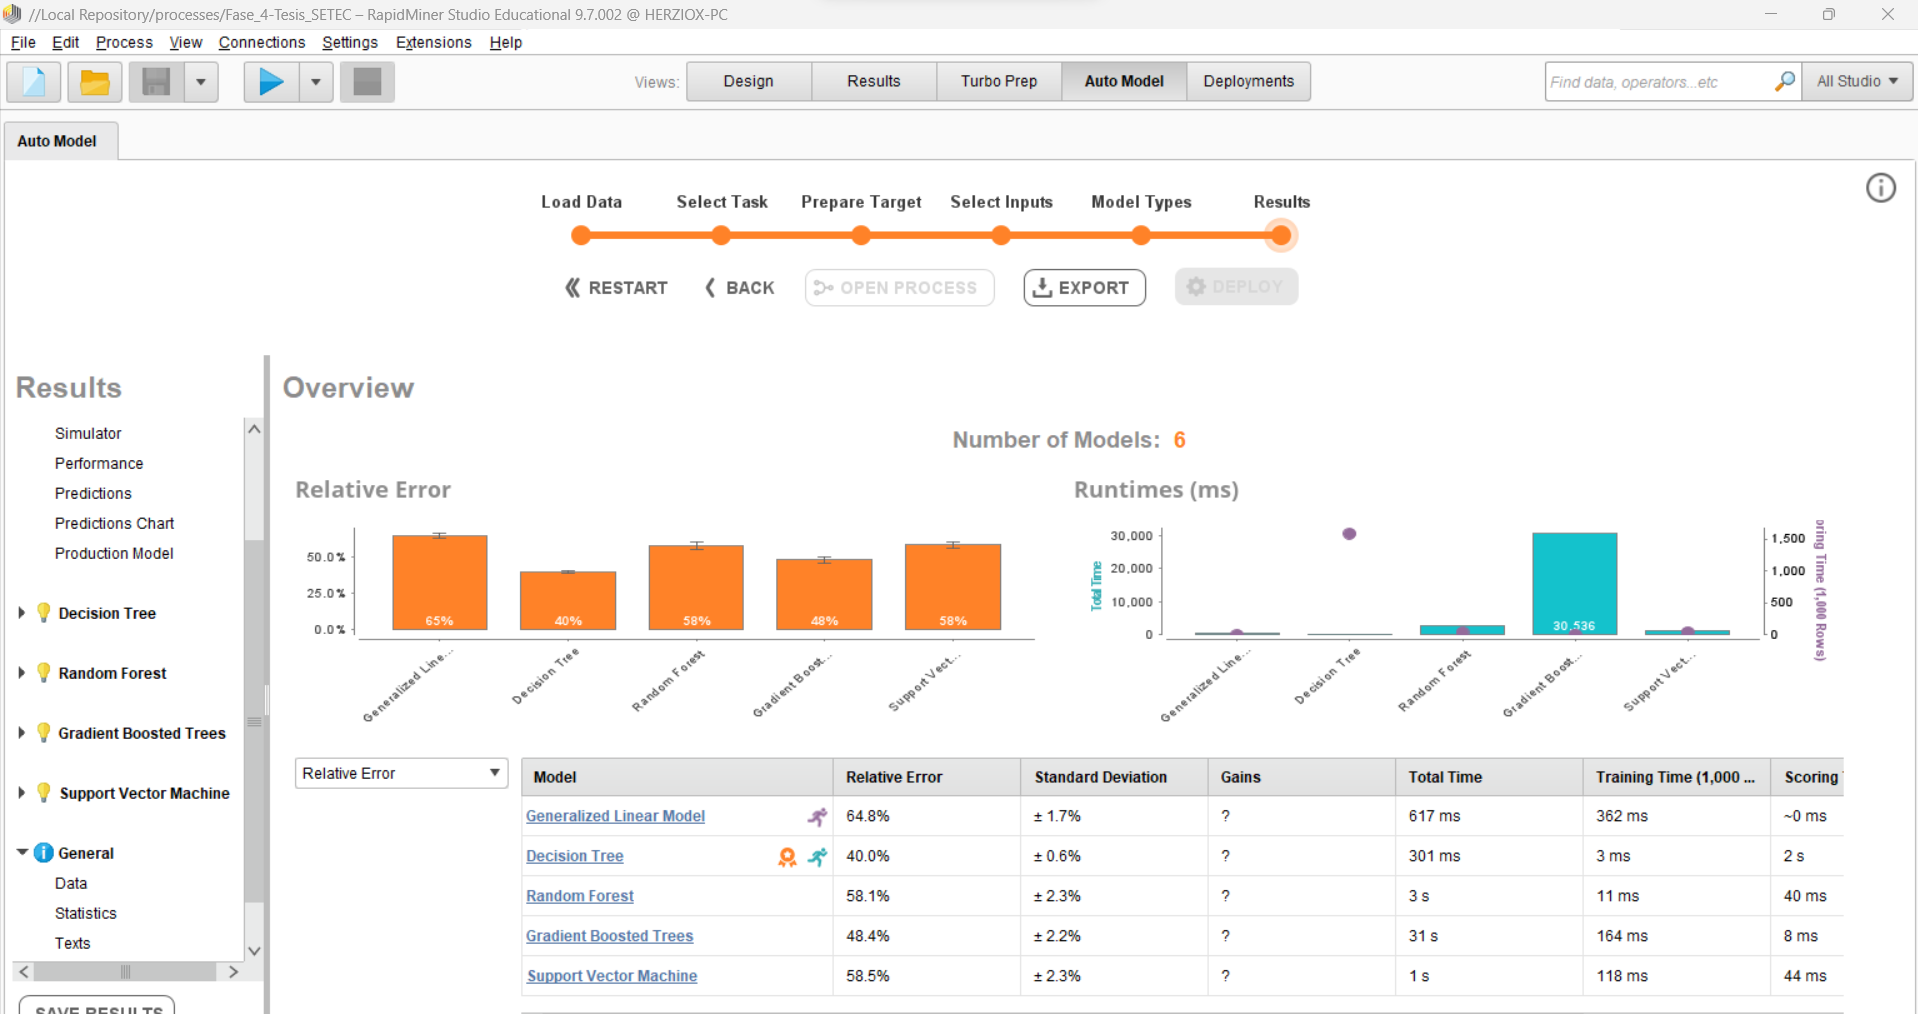 //Local Repository/processes/Fase_4-Tesis_SETEC – RapidMiner Studio Educational 9.7.002 @ HERZIOX-PC
File Edit Process View Connections Settings Extensions Help
Views: Design Results Turbo Prep Auto Model Deployments
Find data, operators...etc
All Studio
Auto Model
Load Data Select Task Prepare Target Select Inputs Model Types Results
RESTART BACK OPEN PROCESS EXPORT DEPLOY
Results
Simulator
Performance
Predictions
Predictions Chart
Production Model
Decision Tree
Random Forest
Gradient Boosted Trees
Support Vector Machine
General
Data
Statistics
Texts
SAVE RESULTS
Overview
Number of Models: 6
Relative Error
50.0%
25.0%
0.0%
65% 40% 58% 48% 58%
Generalized Line... Decision Tree Random Forest Gradient Boost... Support Vect...
Runtimes (ms)
Total Time
30,000
20,000
10,000
0
30,536
1,500
1,000
500
0
oring Time (1,000 Rows)
Generalized Line... Decision Tree Random Forest Gradient Boost... Support Vect...
Relative Error
Model Relative Error Standard Deviation Gains Total Time Training Time (1,000 ... Scoring
Generalized Linear Model 64.8% ± 1.7% ? 617 ms 362 ms ~0 ms
Decision Tree 40.0% ± 0.6% ? 301 ms 3 ms 2 s
Random Forest 58.1% ± 2.3% ? 3 s 11 ms 40 ms
Gradient Boosted Trees 48.4% ± 2.2% ? 31 s 164 ms 8 ms
Support Vector Machine 58.5% ± 2.3% ? 1 s 118 ms 44 ms